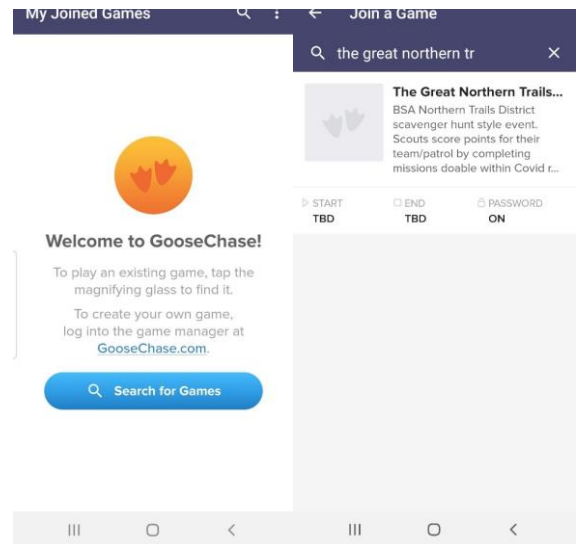 My Joined Games
Welcome to GooseChase!
To play an existing game, tap the
magnifying glass to find it.
To create your own game,
log into the game manager at
GooseChase.com.
Search for Games
Join a Game
the great northern tr
The Great Northern Trails...
BSA Northern Trails District
scavenger hunt style event.
Scouts score points for their
team/patrol by completing
missions doable within Covid r...
START
END
PASSWORD
TBD
TBD
ON